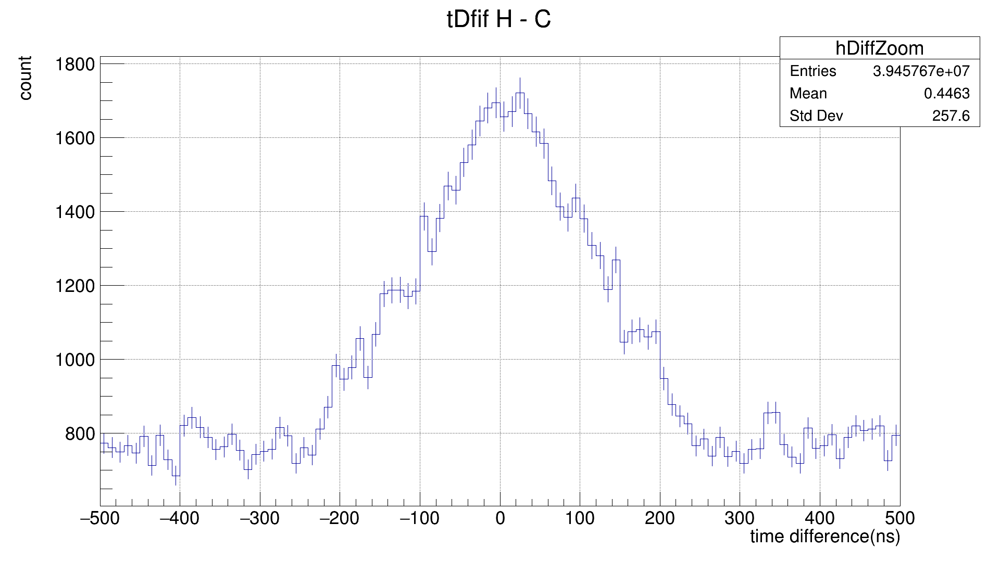 tDfif H - C
hDiffZoom
Entries 3.945767e+07
Mean 0.4463
Std Dev 257.6
count
1800
1600
1400
1200
1000
800
−500 −400 −300 −200 −100 0 100 200 300 400 500
time difference(ns)